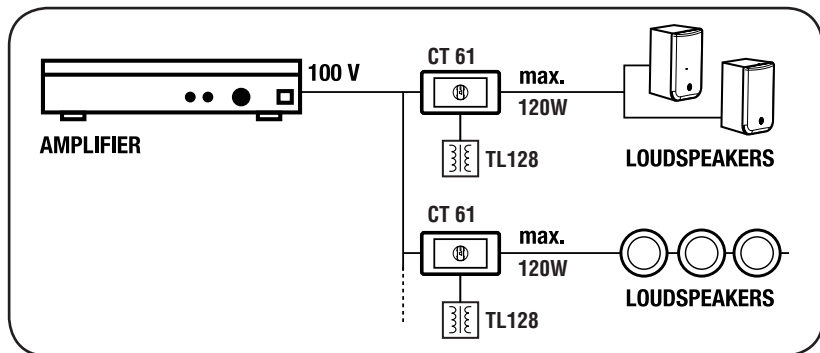 100 V
AMPLIFIER
CT 61
max.
120W
TL128
LOUDSPEAKERS
CT 61
max.
120W
TL128
LOUDSPEAKERS